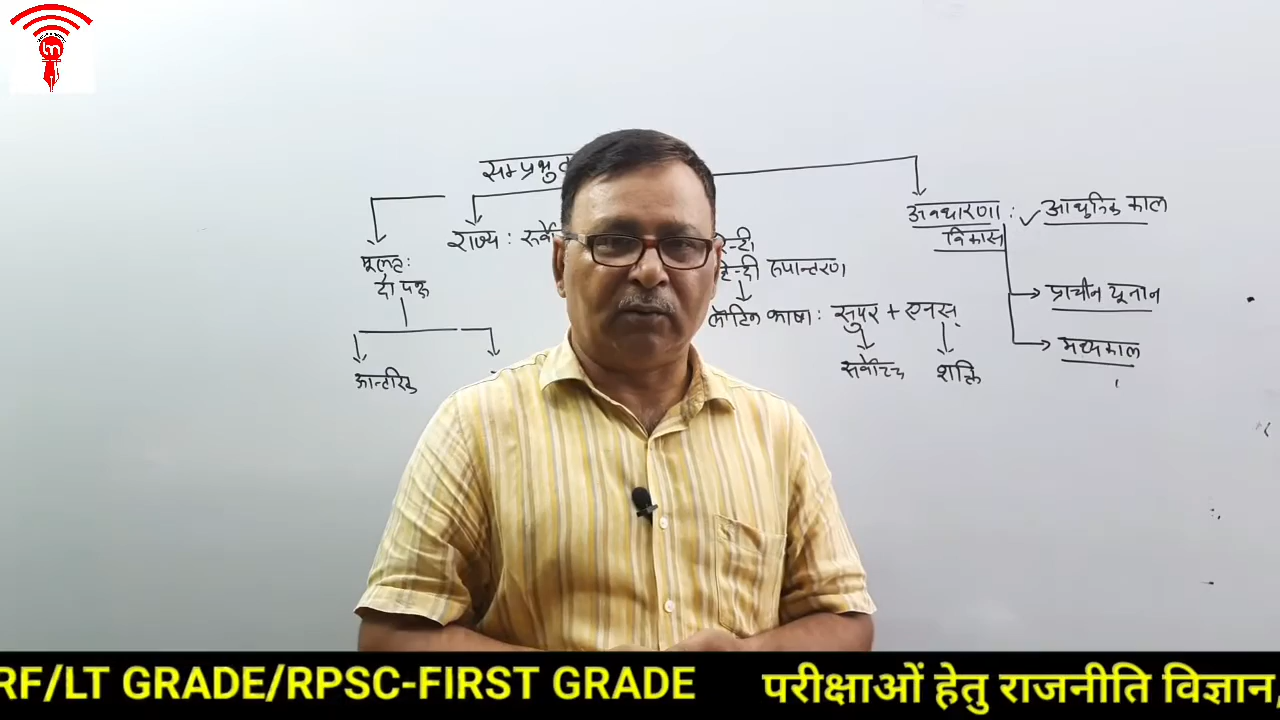 सम्प्रभु
राज्य :
अवधारणा : ✓ आधुनिक काल
विकास
मूलतः
दो पक्ष
न्दी
हिन्दी रूपान्तरण
प्राचीन यूनान
लैटिन भाषा : सुपर + एनस
मध्यकाल
आन्तरिक
सर्वोच्च
शक्ति
RF/LT GRADE/RPSC-FIRST GRADE परीक्षाओं हेतु राजनीति विज्ञान,